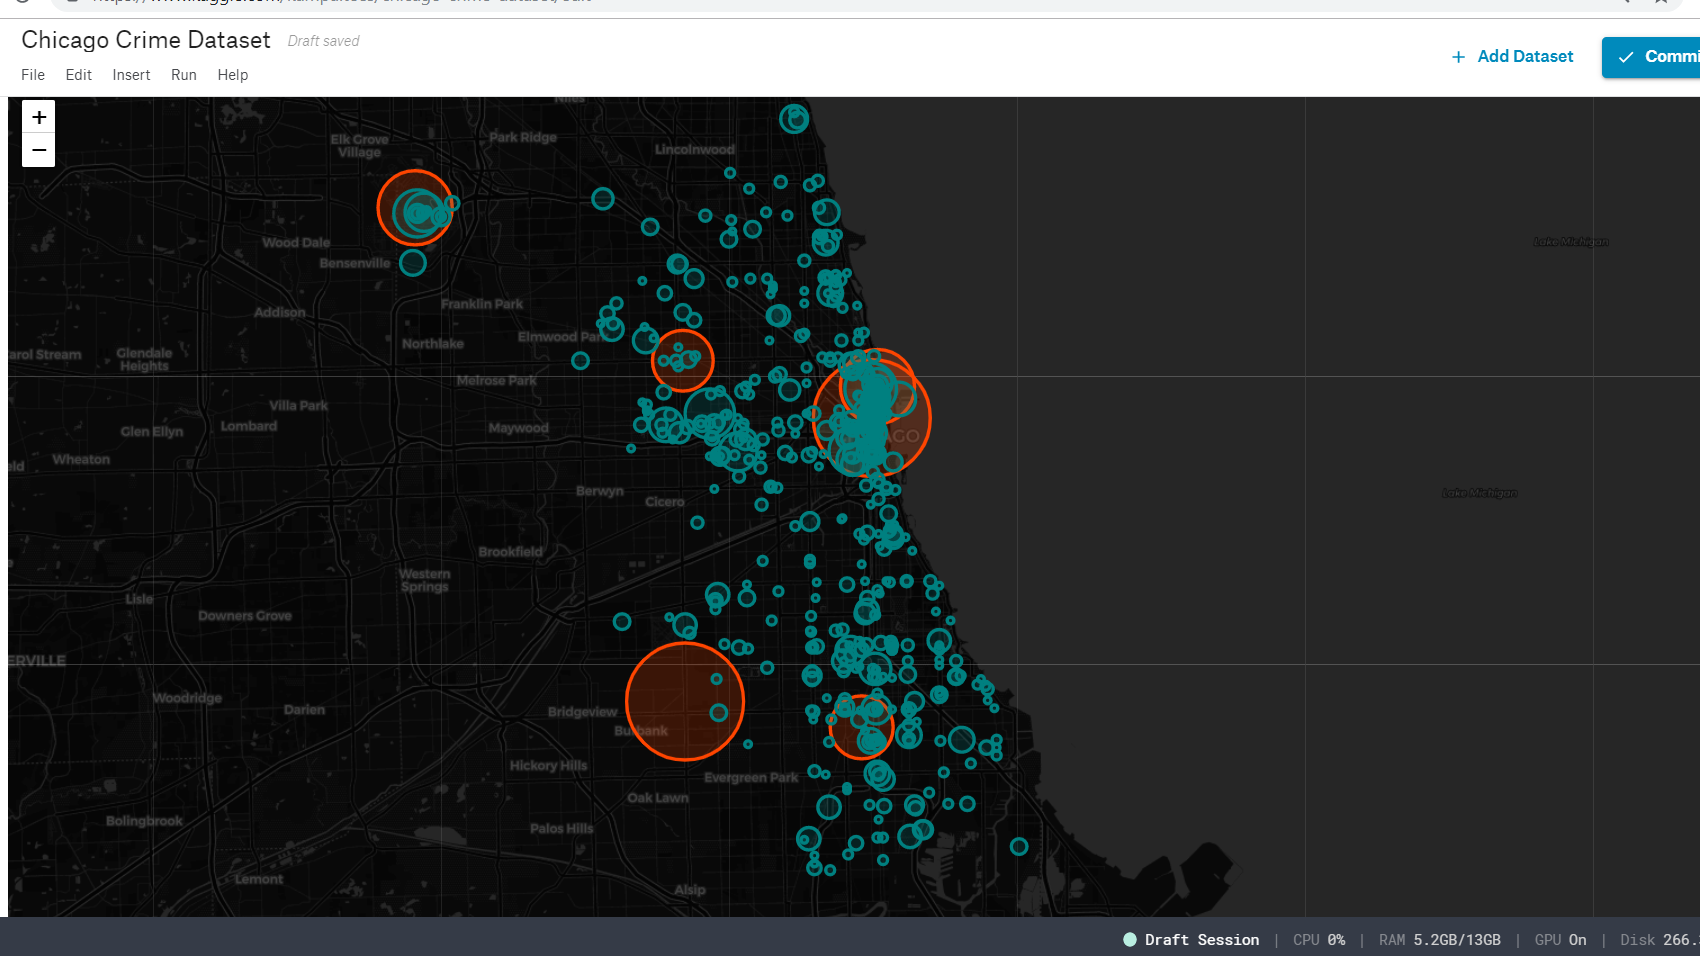 Chicago Crime Dataset Draft saved
+ Add Dataset
File Edit Insert Run Help
+
−
Niles
Elk Grove
Village
Park Ridge
Lincolnwood
Wood Dale
Bensenville
Lake Michigan
Franklin Park
Addison
Elmwood Par
Northlake
arol Stream
Glendale
Heights
Melrose Park
Villa Park
Lombard
Glen Ellyn
Maywood
AGO
Wheaton
Berwyn
Cicero
Lake Michigan
Brookfield
Western
Springs
Lisle
Downers Grove
ERVILLE
Woodridge
Darien
Bridgeview
Burbank
Hickory Hills
Evergreen Park
Oak Lawn
Bolingbrook
Palos Hills
Lemont
Alsip
Draft Session | CPU 0% | RAM 5.2GB/13GB | GPU On | Disk 266.